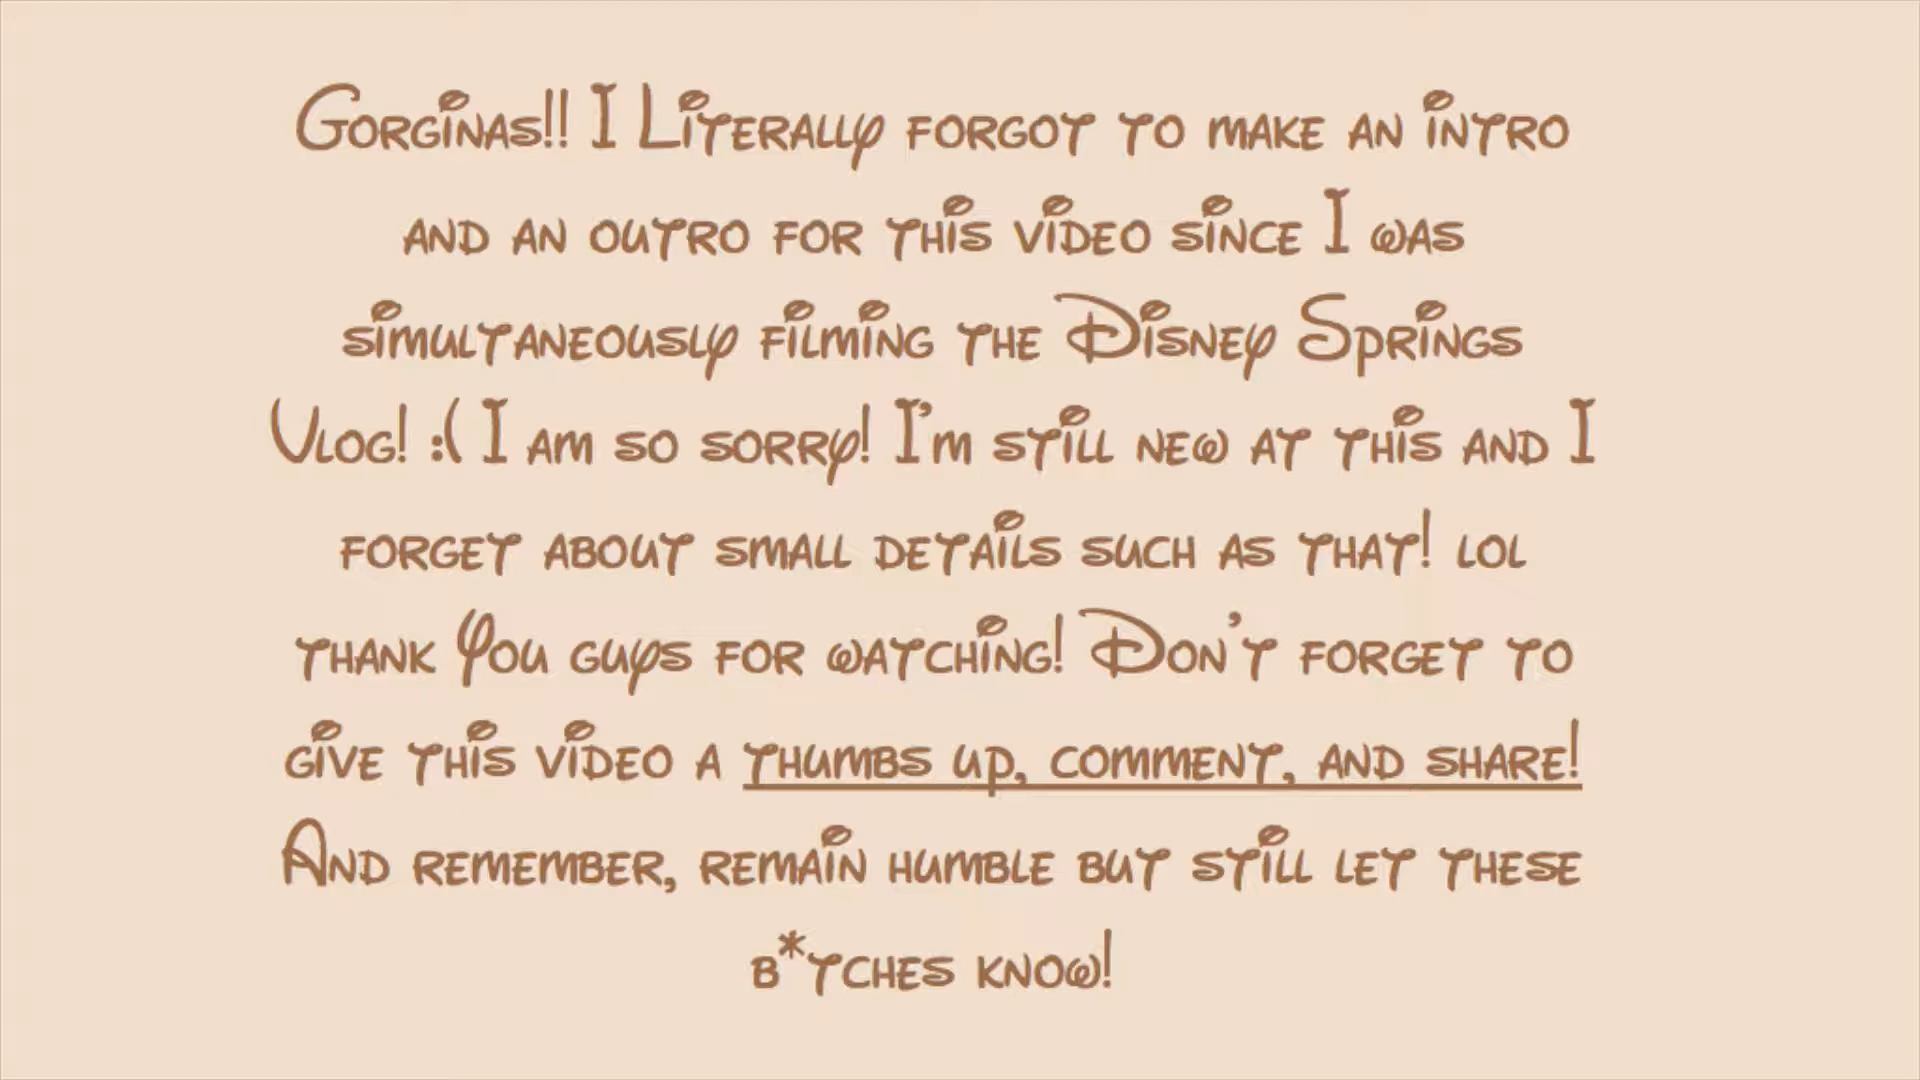 Gorginas!! I Literally forgot to make an intro
and an outro for this video since I was
simultaneously filming the Disney Springs
Vlog! :( I am so sorry! I'm still new at this and I
forget about small details such as that! lol
thank You guys for watching! Don't forget to
give this video a thumbs up, comment, and share!
And remember, remain humble but still let these
b*tches know!